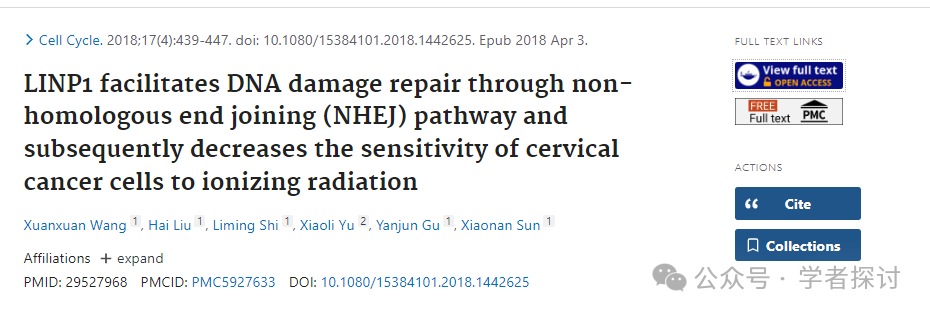 Cell Cycle. 2018;17(4):439-447. doi: 10.1080/15384101.2018.1442625. Epub 2018 Apr 3.
LINP1 facilitates DNA damage repair through non-
homologous end joining (NHEJ) pathway and
subsequently decreases the sensitivity of cervical
cancer cells to ionizing radiation
Xuanxuan Wang 1, Hai Liu 1, Liming Shi 1, Xiaoli Yu 2, Yanjun Gu 1, Xiaonan Sun 1
Affiliations + expand
PMID: 29527968 PMCID: PMC5927633 DOI: 10.1080/15384101.2018.1442625
FULL TEXT LINKS
View full text
OPEN ACCESS
FREE
Full text PMC
ACTIONS
Cite
Collections
公众号 · 学者探讨